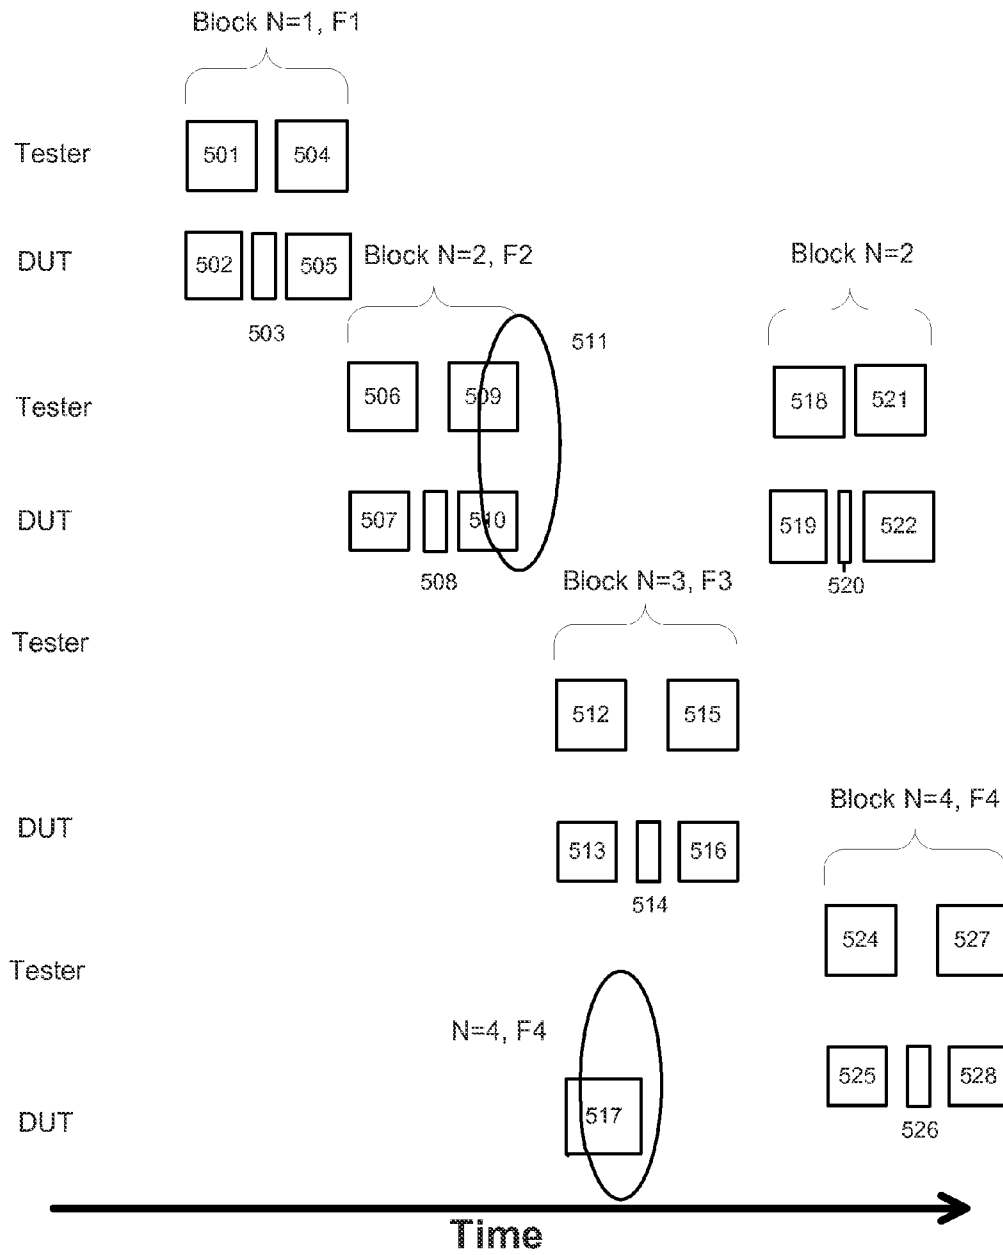 Block N=1, F1
Tester
501
504
DUT
502
505
503
Block N=2, F2
Block N=2
511
Tester
506
509
518
521
DUT
507
510
519
522
508
520
Block N=3, F3
Tester
512
515
Block N=4, F4
DUT
513
516
514
524
527
Tester
N=4, F4
525
528
DUT
517
526
Time